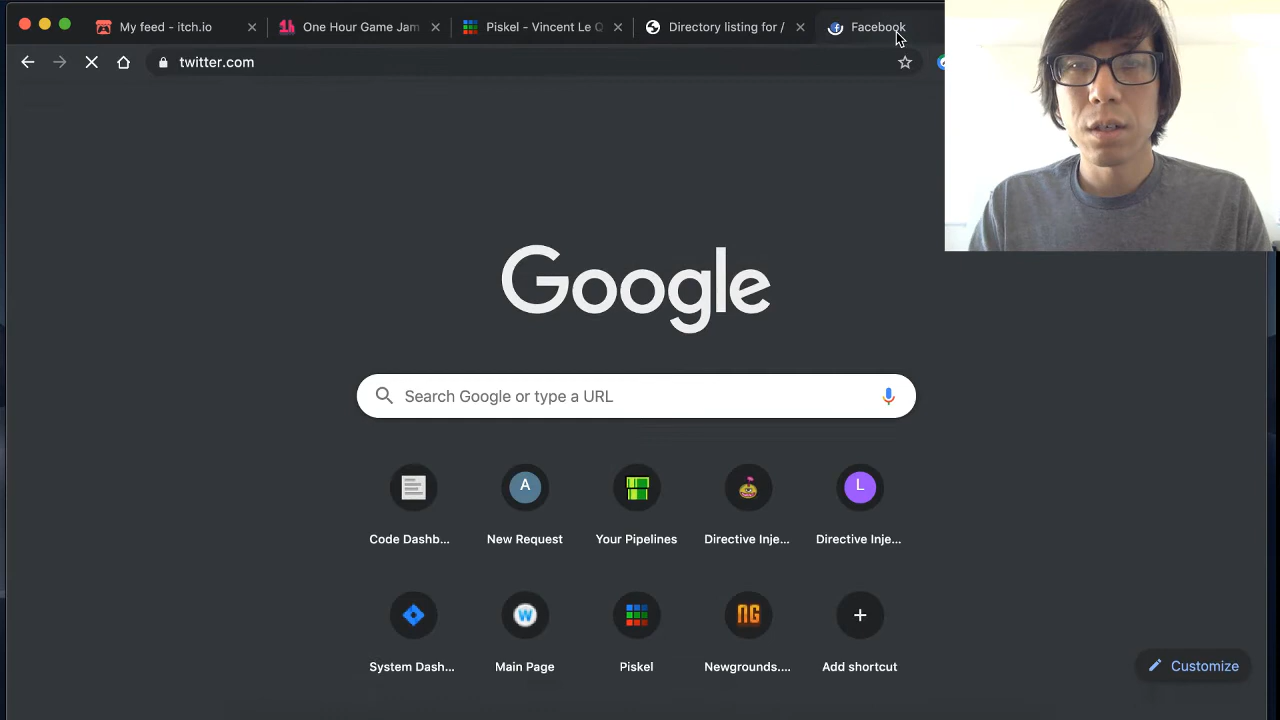 My feed - itch.io
One Hour Game Jam
Piskel - Vincent Le Q
Directory listing for /
Facebook
twitter.com
Google
Search Google or type a URL
A
L
Code Dashb...
New Request
Your Pipelines
Directive Inje...
Directive Inje...
W
NG
System Dash...
Main Page
Piskel
Newgrounds....
Add shortcut
Customize